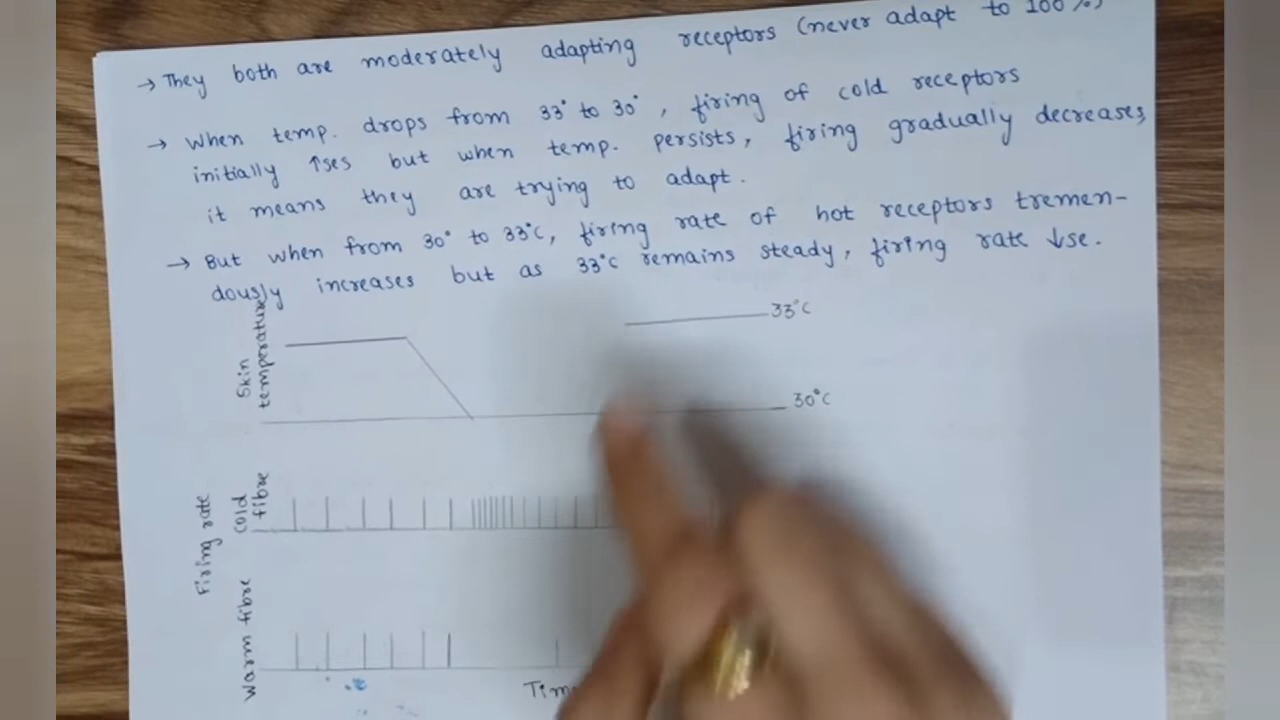 → They both are moderately adapting receptors (never adapt to 100%)
→ When temp. drops from 33° to 30°, firing of cold receptors
initially ↑ses but when temp. persists, firing gradually decreases,
it means they are trying to adapt.
→ But when from 30° to 33°C, firing rate of hot receptors tremen-
dously increases but as 33°C remains steady, firing rate ↓se.
33°C
Skin
temperature
30°C
Firing rate
cold
fibre
Warm fibre